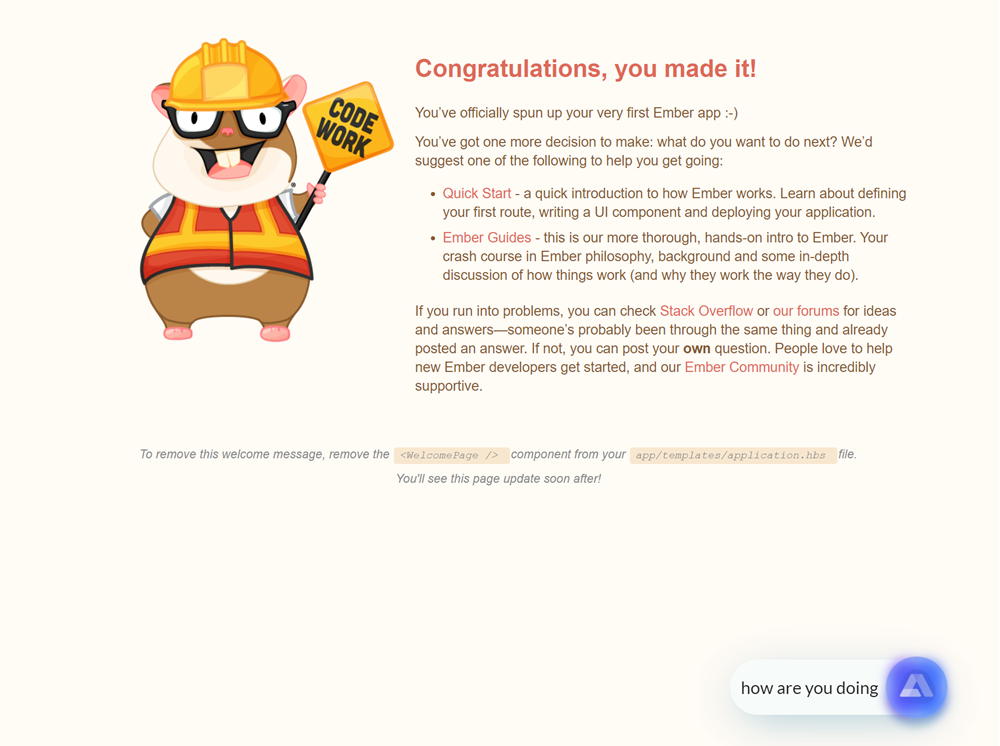 CODE
WORK
Congratulations, you made it!
You’ve officially spun up your very first Ember app :-)
You’ve got one more decision to make: what do you want to do next? We’d
suggest one of the following to help you get going:
• Quick Start - a quick introduction to how Ember works. Learn about defining
your first route, writing a UI component and deploying your application.
• Ember Guides - this is our more thorough, hands-on intro to Ember. Your
crash course in Ember philosophy, background and some in-depth
discussion of how things work (and why they work the way they do).
If you run into problems, you can check Stack Overflow or our forums for ideas
and answers—someone’s probably been through the same thing and already
posted an answer. If not, you can post your own question. People love to help
new Ember developers get started, and our Ember Community is incredibly
supportive.
To remove this welcome message, remove the <WelcomePage /> component from your app/templates/application.hbs file.
You'll see this page update soon after!
how are you doing